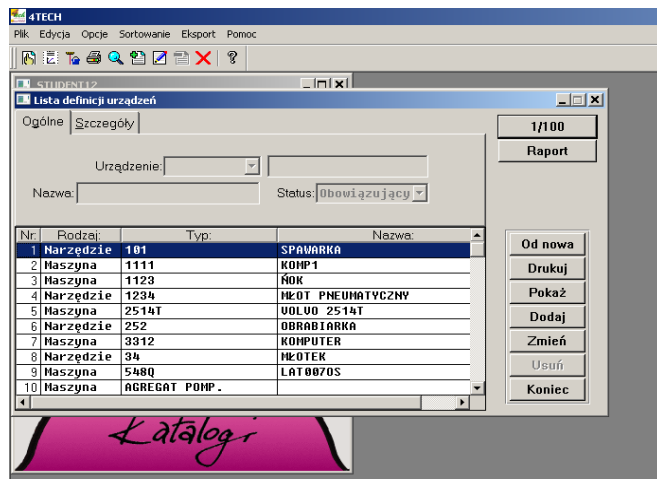 4TECH
Plik Edycja Opcje Sortowanie Eksport Pomoc
STUDENT12
Lista definicji urządzeń
Ogólne Szczegóły
1/100
Raport
Urządzenie:
Nazwa: Status: Obowiązujący
Nr. Rodzaj: Typ: Nazwa:
1 Narzędzie 101 SPAWARKA
2 Maszyna 1111 KOMP1
3 Maszyna 1123 ŃOK
4 Narzędzie 1234 MŁOT PNEUMATYCZNY
5 Maszyna 2514T VOLVO 2514T
6 Narzędzie 252 OBRABIARKA
7 Maszyna 3312 KOMPUTER
8 Narzędzie 34 MŁOTEK
9 Maszyna 548Q LAT007OS
10 Maszyna AGREGAT POMP.
Od nowa
Drukuj
Pokaż
Dodaj
Zmień
Usuń
Koniec
Katalogi